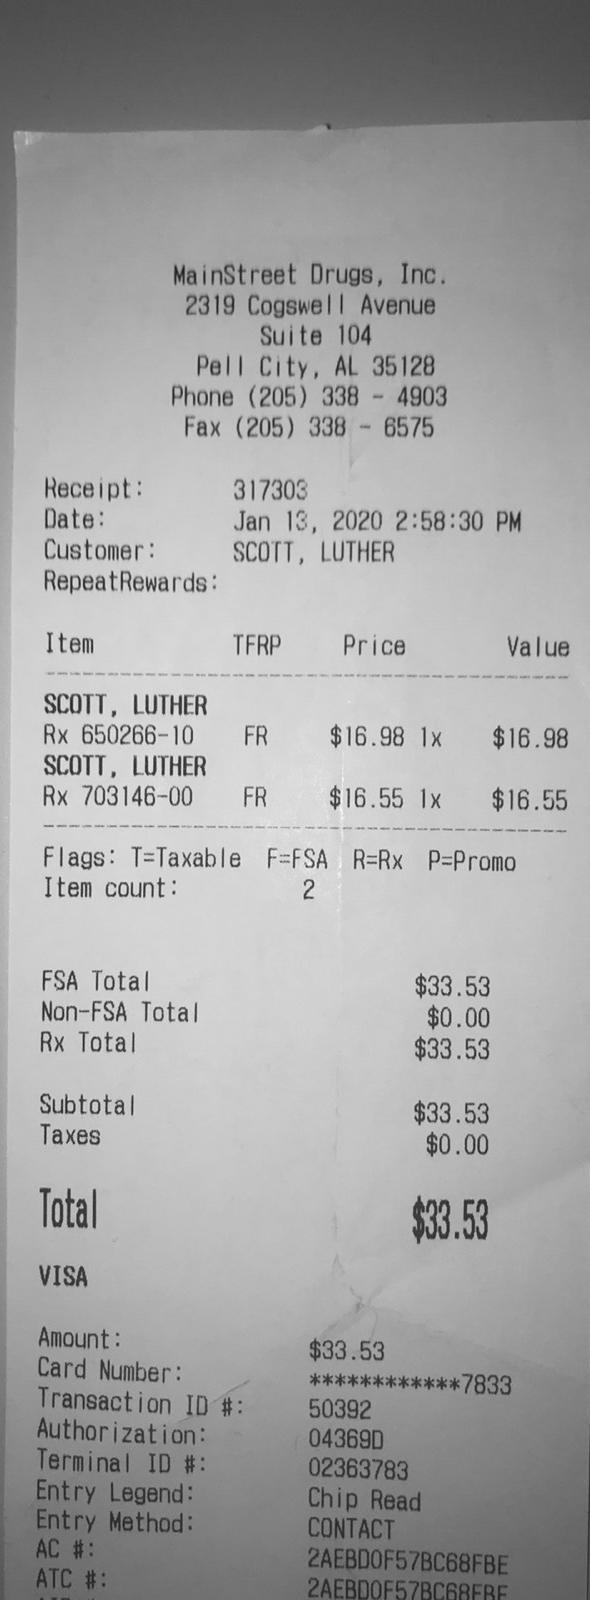 MainStreet Drugs, Inc.
2319 Cogswell Avenue
Suite 104
Pell City, AL 35128
Phone (205) 338 - 4903
Fax (205) 338 - 6575
Receipt: 317303
Date: Jan 13, 2020 2:58:30 PM
Customer: SCOTT, LUTHER
RepeatRewards:
Item TFRP Price Value
SCOTT, LUTHER
Rx 650266-10 FR $16.98 1x $16.98
SCOTT, LUTHER
Rx 703146-00 FR $16.55 1x $16.55
Flags: T=Taxable F=FSA R=Rx P=Promo
Item count: 2
FSA Total $33.53
Non-FSA Total $0.00
Rx Total $33.53
Subtotal $33.53
Taxes $0.00
Total $33.53
VISA
Amount: $33.53
Card Number: ************7833
Transaction ID #: 50392
Authorization: 04369D
Terminal ID #: 02363783
Entry Legend: Chip Read
Entry Method: CONTACT
AC #: 2AEBD0F57BC68FBE
ATC #: 2AEBD0F57BC68FBE